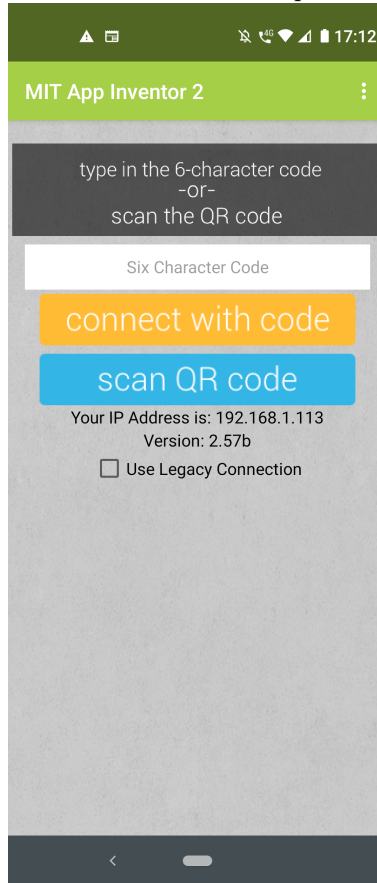 4G 17:12
MIT App Inventor 2
type in the 6-character code
-or-
scan the QR code
Six Character Code
connect with code
scan QR code
Your IP Address is: 192.168.1.113
Version: 2.57b
Use Legacy Connection